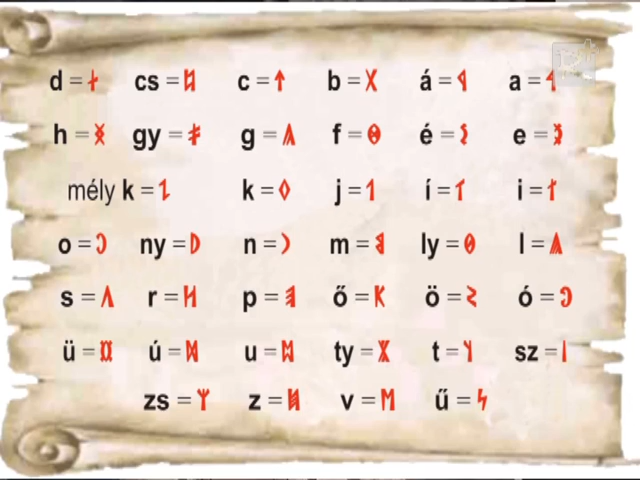 d = 𐲇 cs = 𐲆 c = 𐲄 b = 𐲂 á = 𐲁 a = 𐲀
h = 𐲏 gy = 𐲎 g = 𐲍 f = 𐲌 é = 𐲋 e = 𐲉
mély k = 𐲔 k = 𐲓 j = 𐲒 í = 𐲑 i = 𐲐
o = 𐲛 ny = 𐲚 n = 𐲙 m = 𐲘 ly = 𐲗 l = 𐲖
s = 𐲤 r = 𐲢 p = 𐲠 ő = 𐲟 ö = 𐲞 ó = 𐲜
ü = 𐲭 ú = 𐲫 u = 𐲪 ty = 𐲨 t = 𐲦 sz = 𐲥
zs = 𐲰 z = 𐲯 v = 𐲮 ű = 𐲬